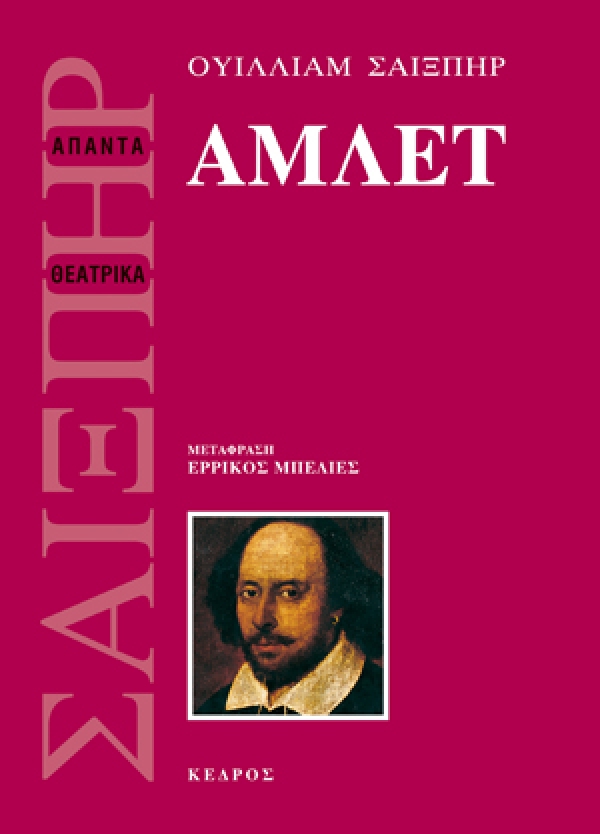 ΟΥΙΛΛΙΑΜ ΣΑΙΞΠΗΡ
ΑΜΛΕΤ
ΣΑΙΞΠΗΡ
ΑΠΑΝΤΑ
ΘΕΑΤΡΙΚΑ
ΜΕΤΑΦΡΑΣΗ
ΕΡΡΙΚΟΣ ΜΠΕΛΙΕΣ
ΚΕΔΡΟΣ